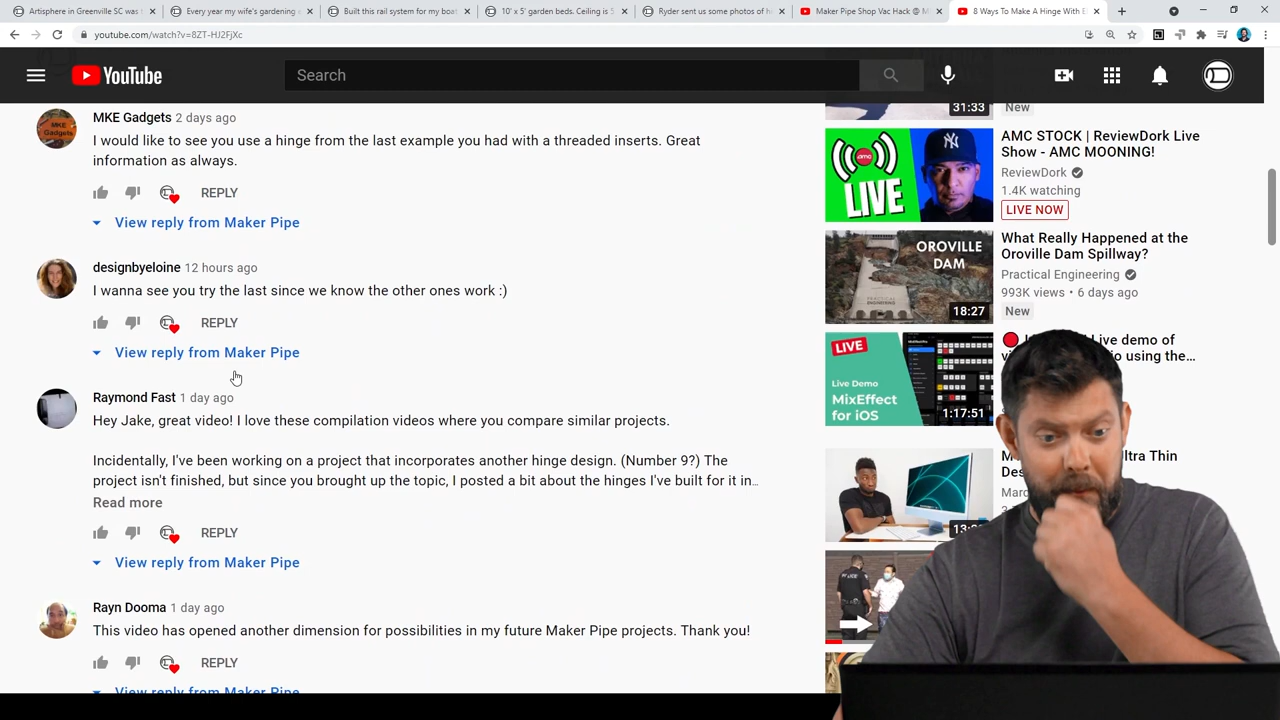 Artisphere in Greenville SC was
Every year my wife's gardening
Built this rail system for my boat
10' x 5' garden beds. Ceiling is 5
Ryder sent us some photos of h
Maker Pipe Shop Vac Hack @ M
8 Ways To Make A Hinge With E
youtube.com/watch?v=8ZT-HJ2FjXc
YouTube
Search
MKE Gadgets 2 days ago
I would like to see you use a hinge from the last example you had with a threaded inserts. Great
information as always.
REPLY
View reply from Maker Pipe
designbyeloine 12 hours ago
I wanna see you try the last since we know the other ones work :)
REPLY
View reply from Maker Pipe
Raymond Fast 1 day ago
Hey Jake, great video! I love these compilation videos where you compare similar projects.
Incidentally, I've been working on a project that incorporates another hinge design. (Number 9?) The
project isn't finished, but since you brought up the topic, I posted a bit about the hinges I've built for it in…
Read more
REPLY
View reply from Maker Pipe
Rayn Dooma 1 day ago
This video has opened another dimension for possibilities in my future Maker Pipe projects. Thank you!
REPLY
View reply from Maker Pipe
31:33
New
amc
LIVE
AMC STOCK | ReviewDork Live
Show - AMC MOONING!
ReviewDork
1.4K watching
LIVE NOW
OROVILLE
DAM
PRACTICAL
ENGINEERING
18:27
What Really Happened at the
Oroville Dam Spillway?
Practical Engineering
993K views • 6 days ago
New
LIVE
Live Demo
MixEffect
for iOS
1:17:51
Live demo of
io using the...
Ultra Thin